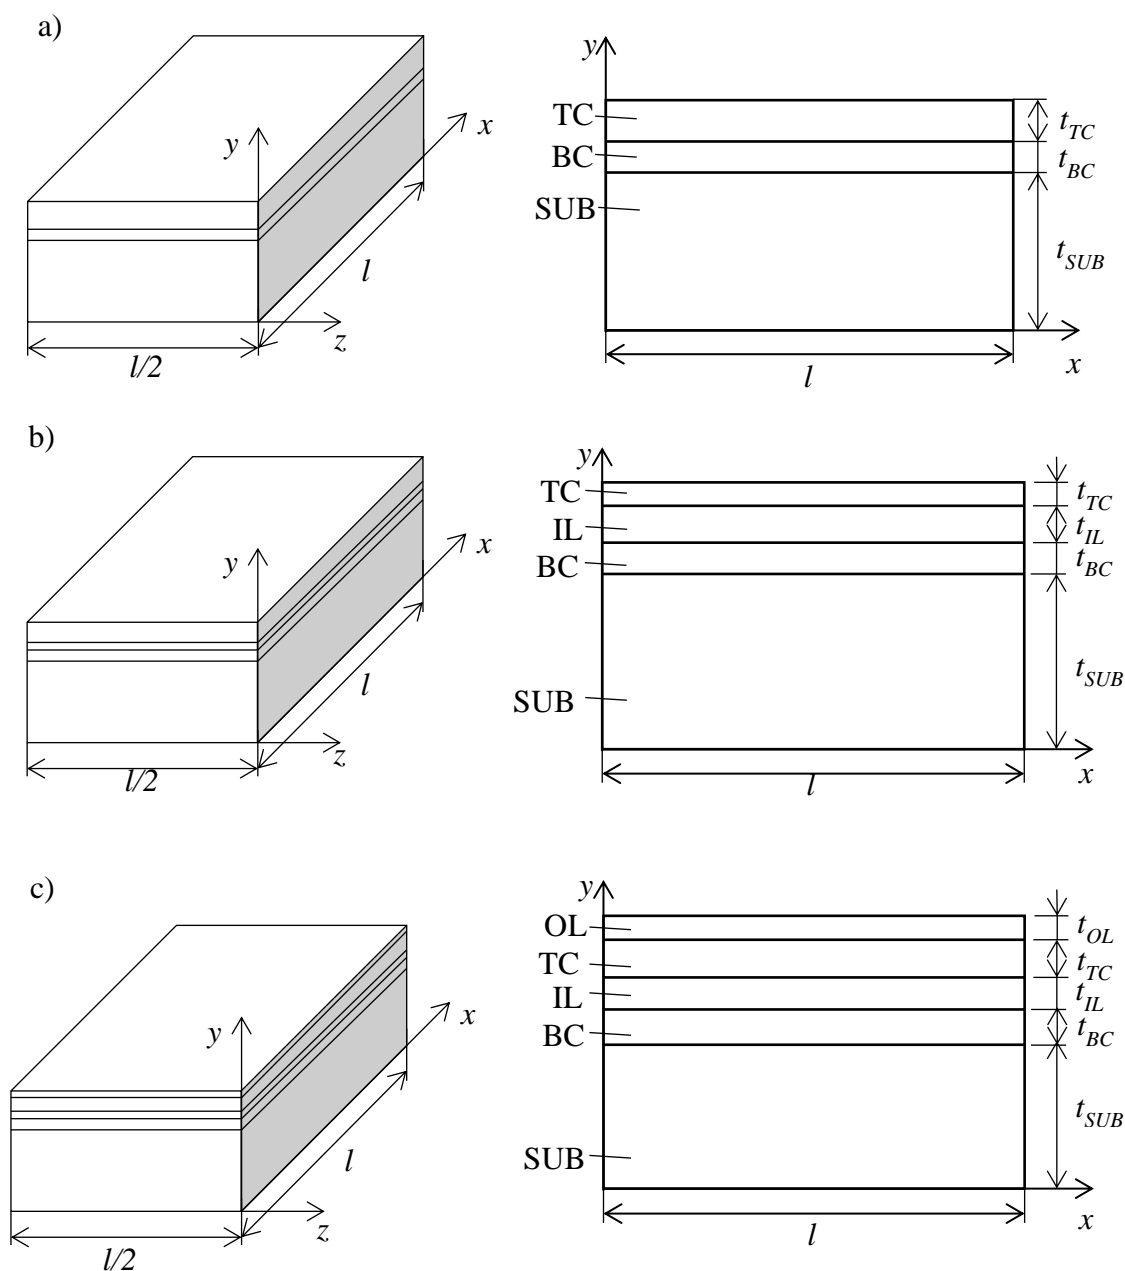 a)
y
x
l
z
l/2
y
TC
BC
SUB
t_TC
t_BC
t_SUB
x
l
b)
y
x
l
z
l/2
y
TC
IL
BC
SUB
t_TC
t_IL
t_BC
t_SUB
x
l
c)
y
x
l
z
l/2
y
OL
TC
IL
BC
SUB
t_OL
t_TC
t_IL
t_BC
t_SUB
x
l